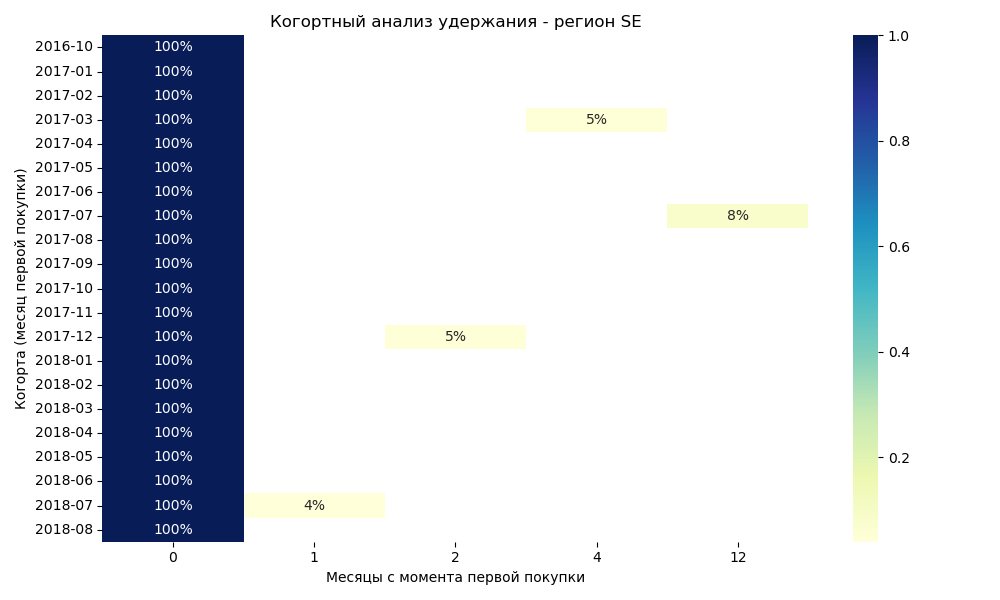 Когортный анализ удержания - регион SE
Когорта (месяц первой покупки)
2016-10 100%
2017-01 100%
2017-02 100%
2017-03 100% 5%
2017-04 100%
2017-05 100%
2017-06 100%
2017-07 100% 8%
2017-08 100%
2017-09 100%
2017-10 100%
2017-11 100%
2017-12 100% 5%
2018-01 100%
2018-02 100%
2018-03 100%
2018-04 100%
2018-05 100%
2018-06 100%
2018-07 100% 4%
2018-08 100%
0 1 2 4 12
Месяцы с момента первой покупки
1.0
0.8
0.6
0.4
0.2